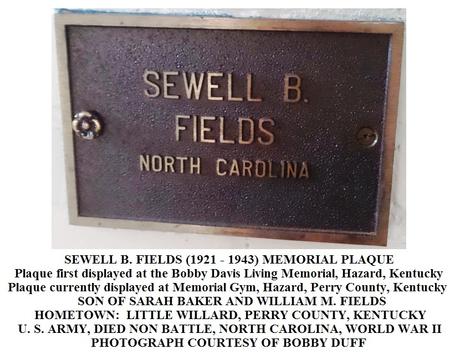 SEWELL B.
FIELDS
NORTH CAROLINA
SEWELL B. FIELDS (1921 - 1943) MEMORIAL PLAQUE
Plaque first displayed at the Bobby Davis Living Memorial, Hazard, Kentucky
Plaque currently displayed at Memorial Gym, Hazard, Perry County, Kentucky
SON OF SARAH BAKER AND WILLIAM M. FIELDS
HOMETOWN: LITTLE WILLARD, PERRY COUNTY, KENTUCKY
U. S. ARMY, DIED NON BATTLE, NORTH CAROLINA, WORLD WAR II
PHOTOGRAPH COURTESY OF BOBBY DUFF